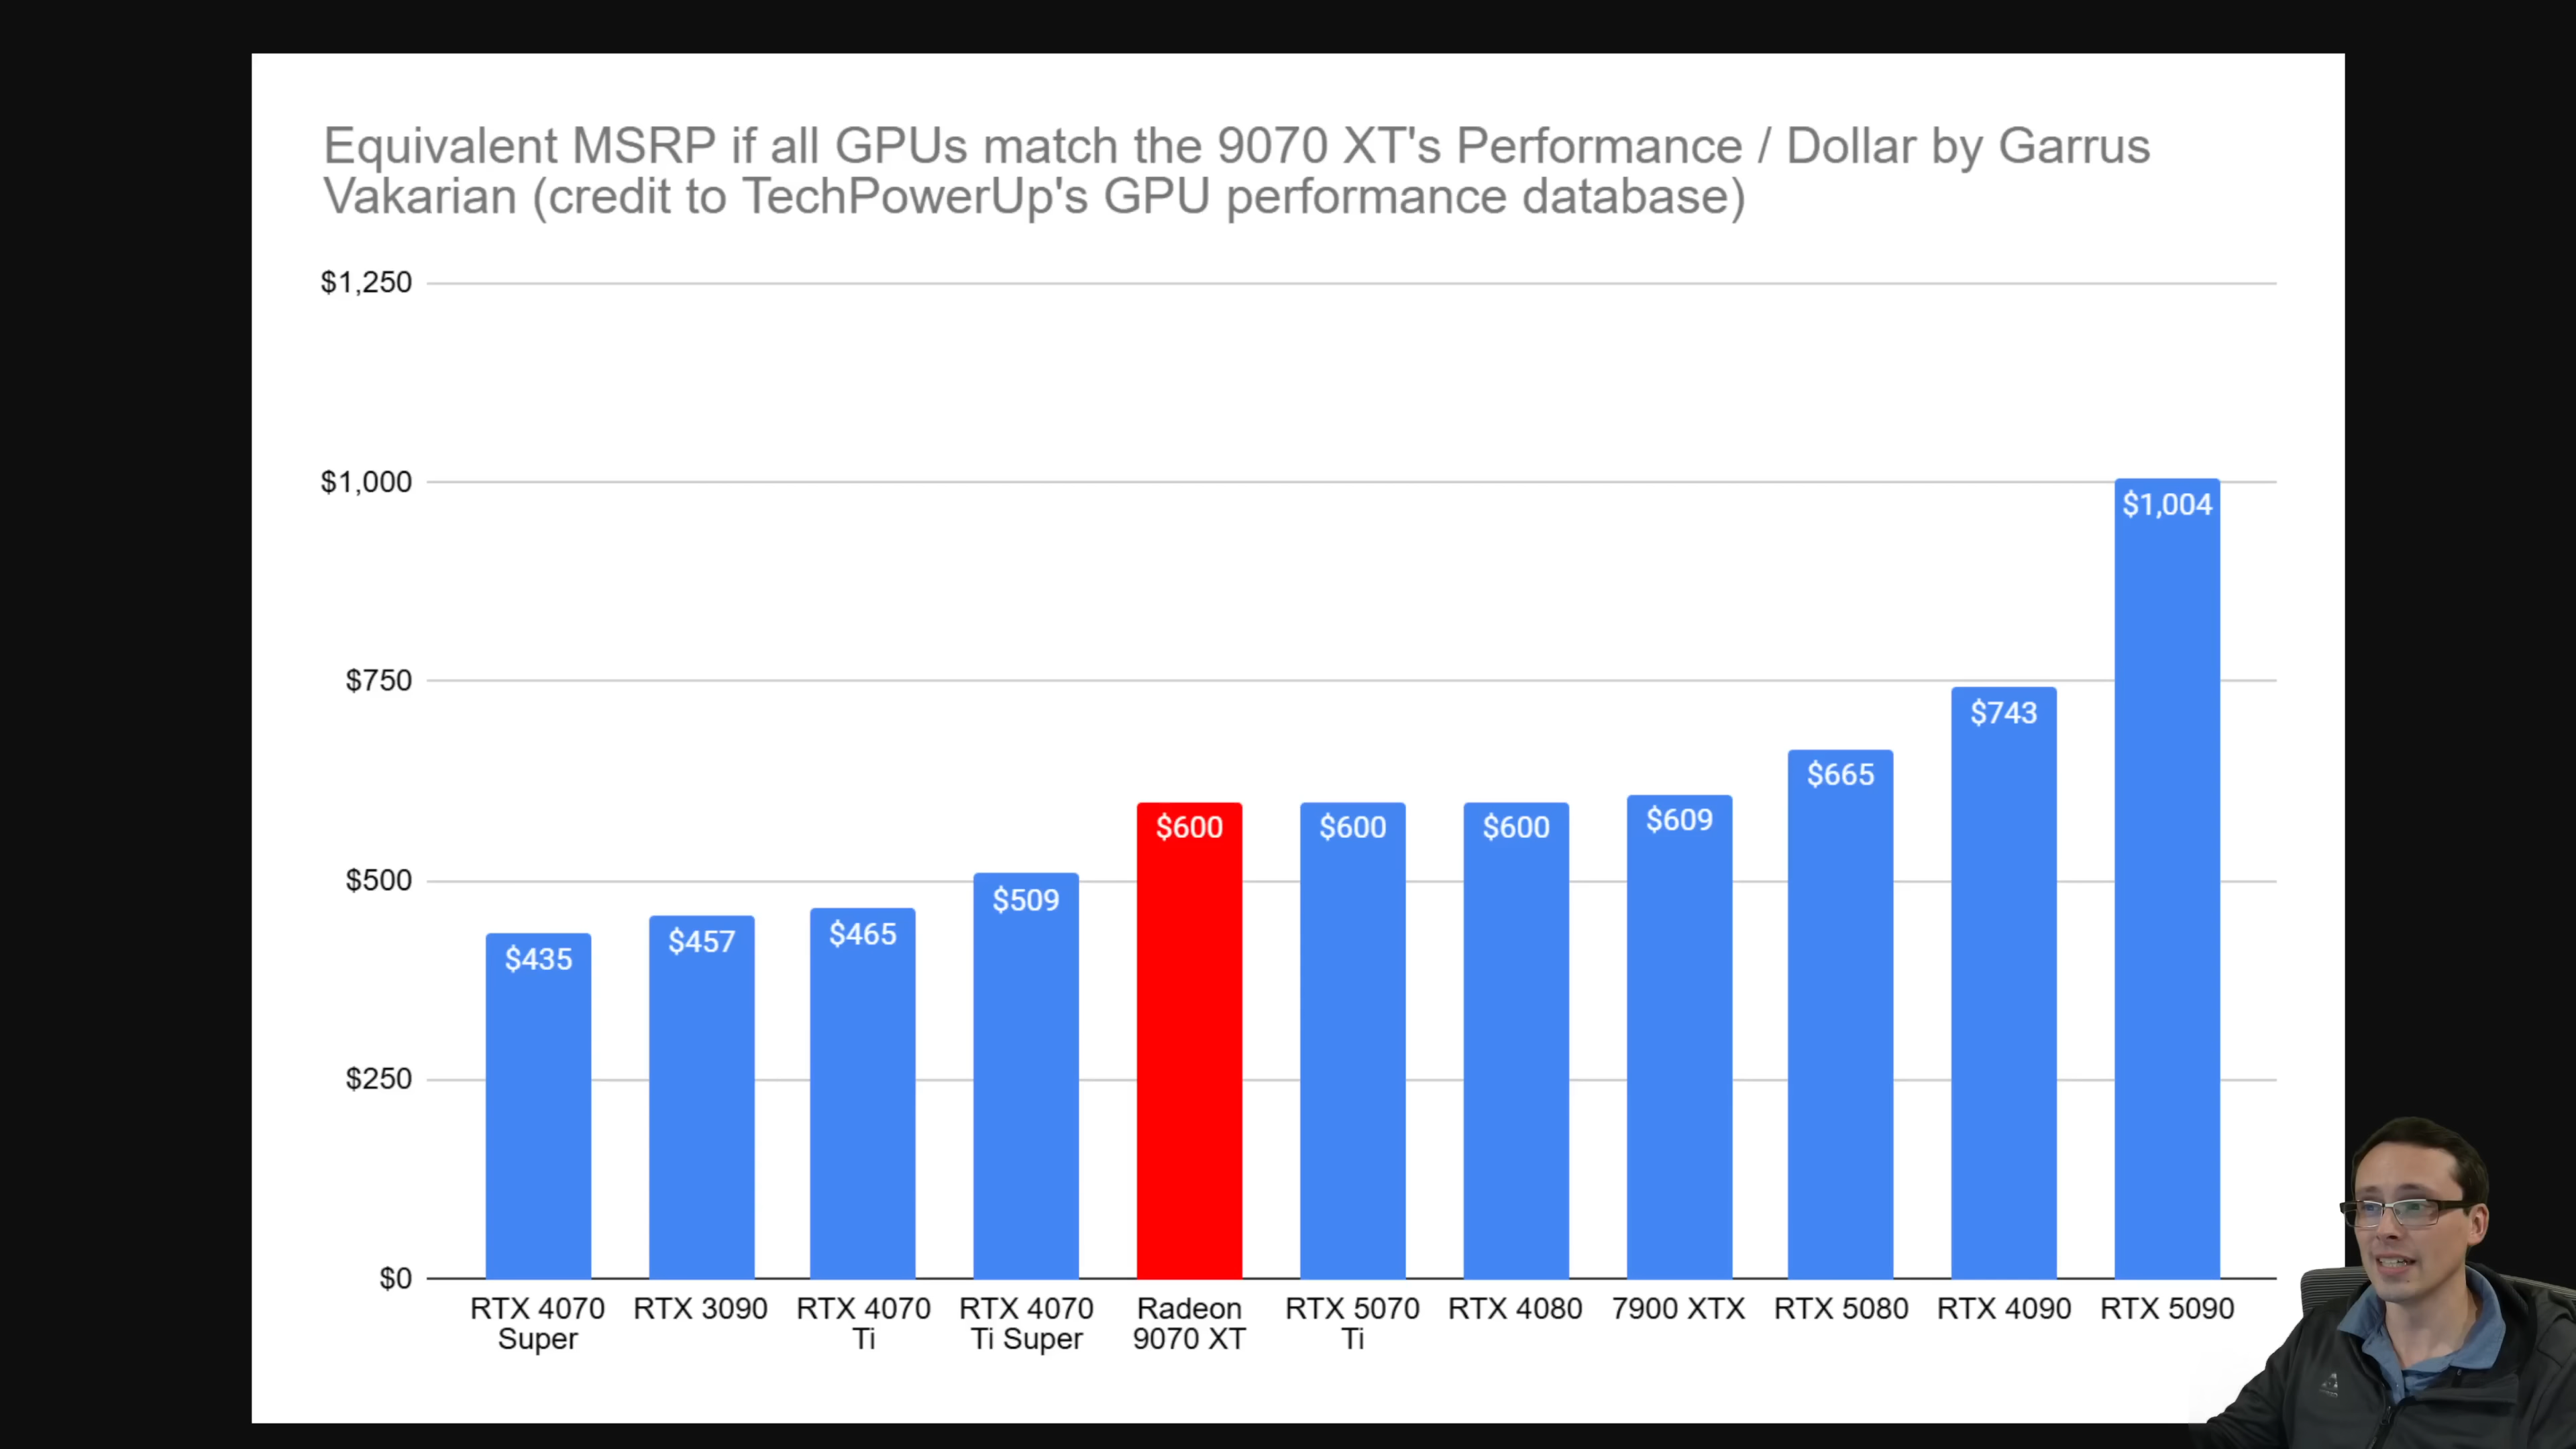 Equivalent MSRP if all GPUs match the 9070 XT's Performance / Dollar by Garrus
Vakarian (credit to TechPowerUp's GPU performance database)
$1,250
$1,000
$750
$500
$250
$0
$435
$457
$465
$509
$600
$600
$600
$609
$665
$743
$1,004
RTX 4070
Super
RTX 3090
RTX 4070
Ti
RTX 4070
Ti Super
Radeon
9070 XT
RTX 5070
Ti
RTX 4080
7900 XTX
RTX 5080
RTX 4090
RTX 5090